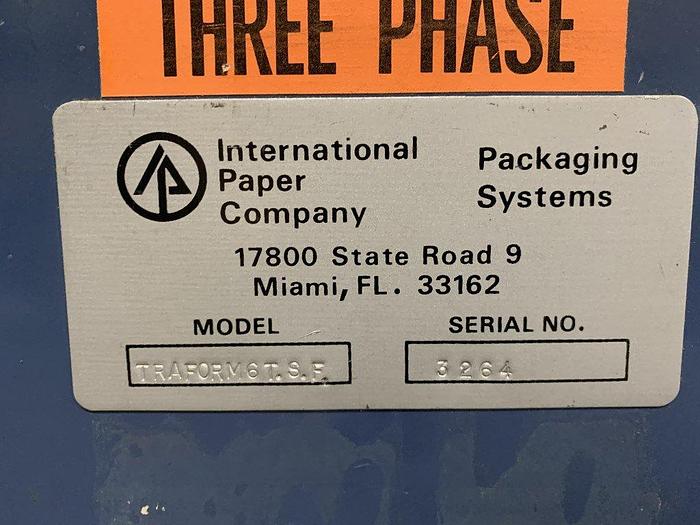 THREE PHASE
International Paper Company
Packaging Systems
17800 State Road 9
Miami, FL. 33162
MODEL SERIAL NO.
TRAFORM6T.S.F. 3264